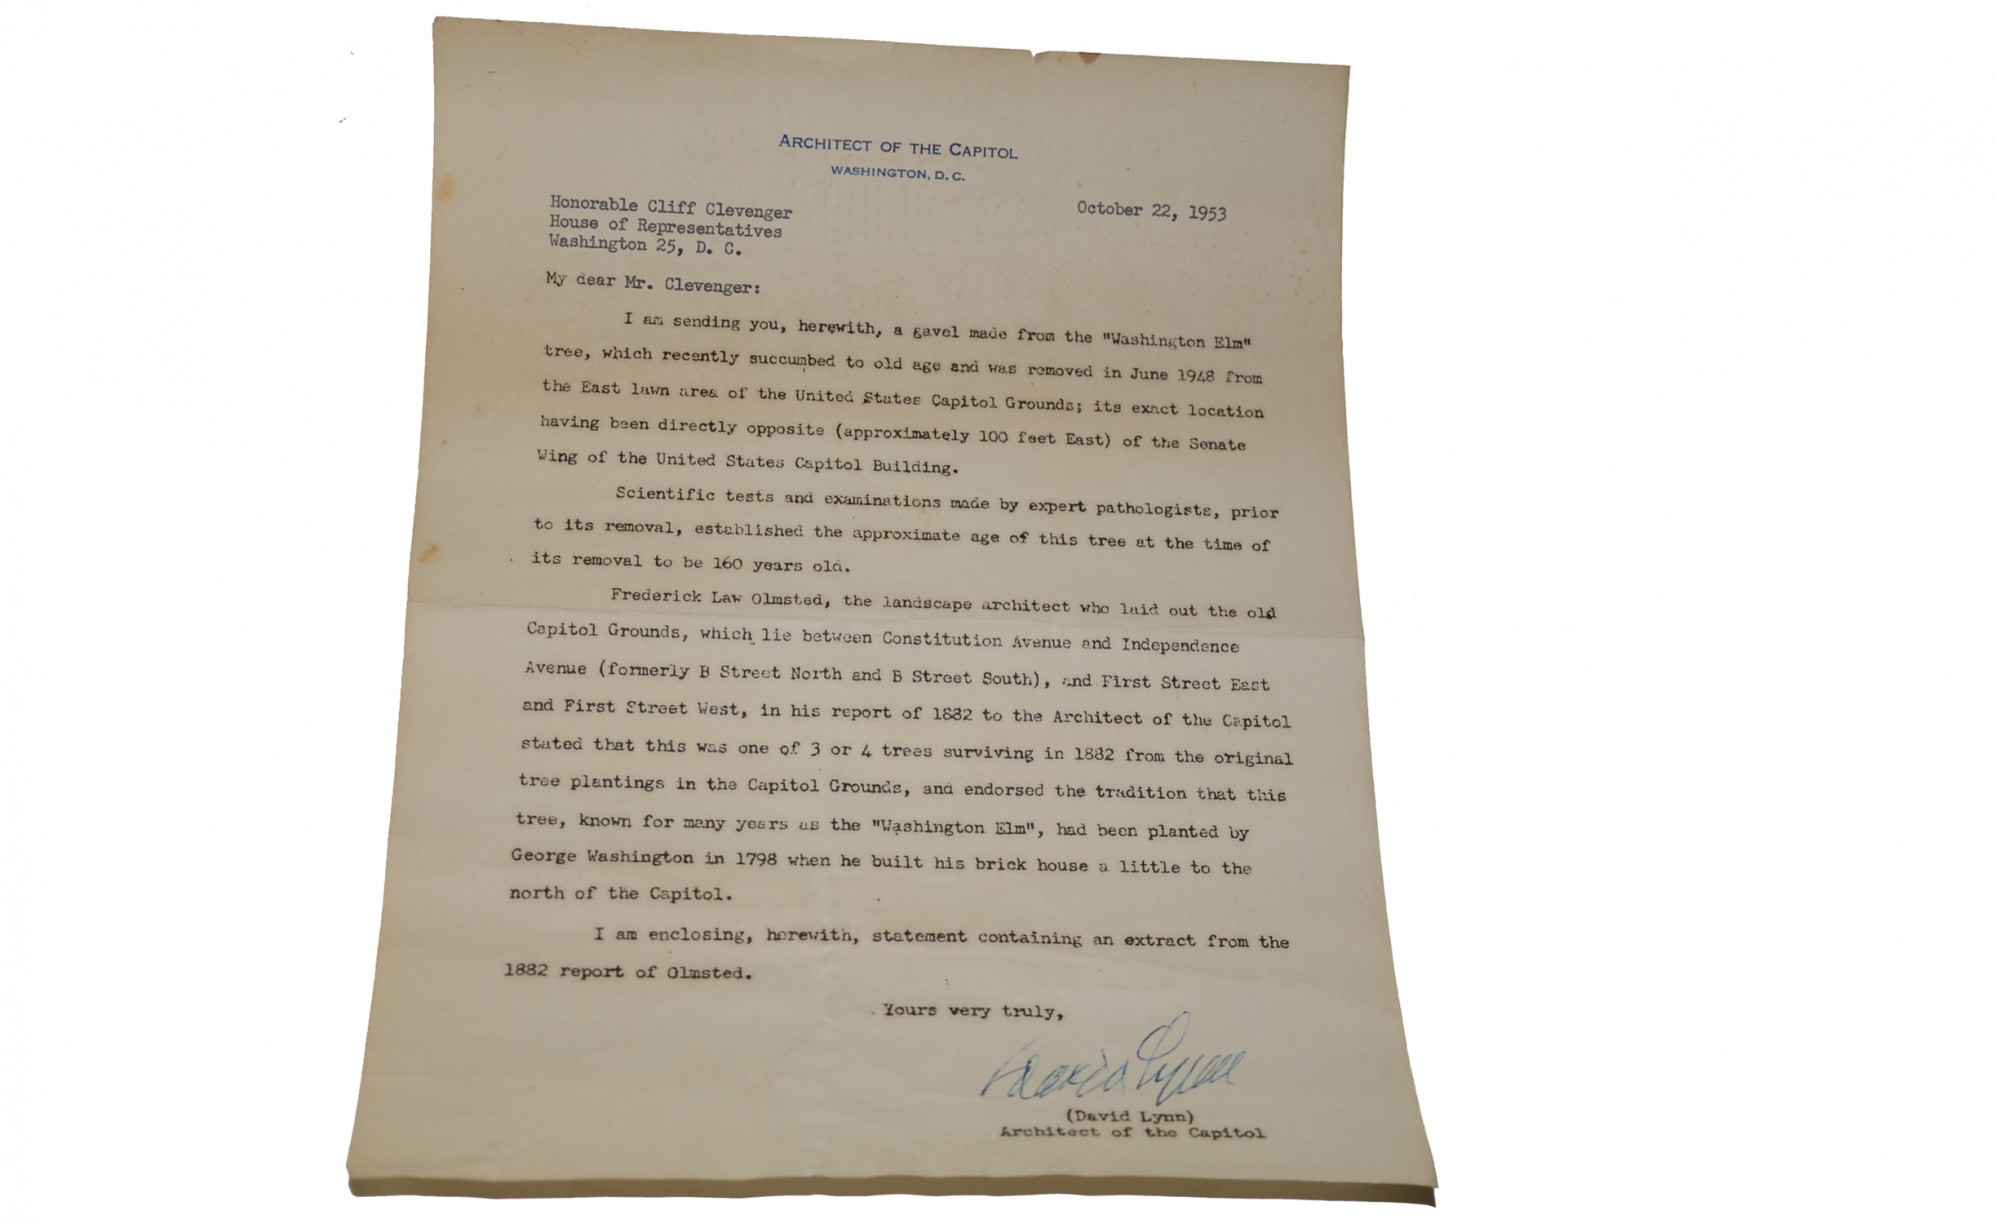 ARCHITECT OF THE CAPITOL
WASHINGTON, D. C.
Honorable Cliff Clevenger
House of Representatives
Washington 25, D. C.
October 22, 1953
My dear Mr. Clevenger:
I am sending you, herewith, a gavel made from the "Washington Elm"
tree, which recently succumbed to old age and was removed in June 1948 from
the East lawn area of the United States Capitol Grounds; its exact location
having been directly opposite (approximately 100 feet East) of the Senate
Wing of the United States Capitol Building.
Scientific tests and examinations made by expert pathologists, prior
to its removal, established the approximate age of this tree at the time of
its removal to be 160 years old.
Frederick Law Olmsted, the landscape architect who laid out the old
Capitol Grounds, which lie between Constitution Avenue and Independence
Avenue (formerly B Street North and B Street South), and First Street East
and First Street West, in his report of 1882 to the Architect of the Capitol
stated that this was one of 3 or 4 trees surviving in 1882 from the original
tree plantings in the Capitol Grounds, and endorsed the tradition that this
tree, known for many years as the "Washington Elm", had been planted by
George Washington in 1798 when he built his brick house a little to the
north of the Capitol.
I am enclosing, herewith, statement containing an extract from the
1882 report of Olmsted.
Yours very truly,
David Lynn
(David Lynn)
Architect of the Capitol